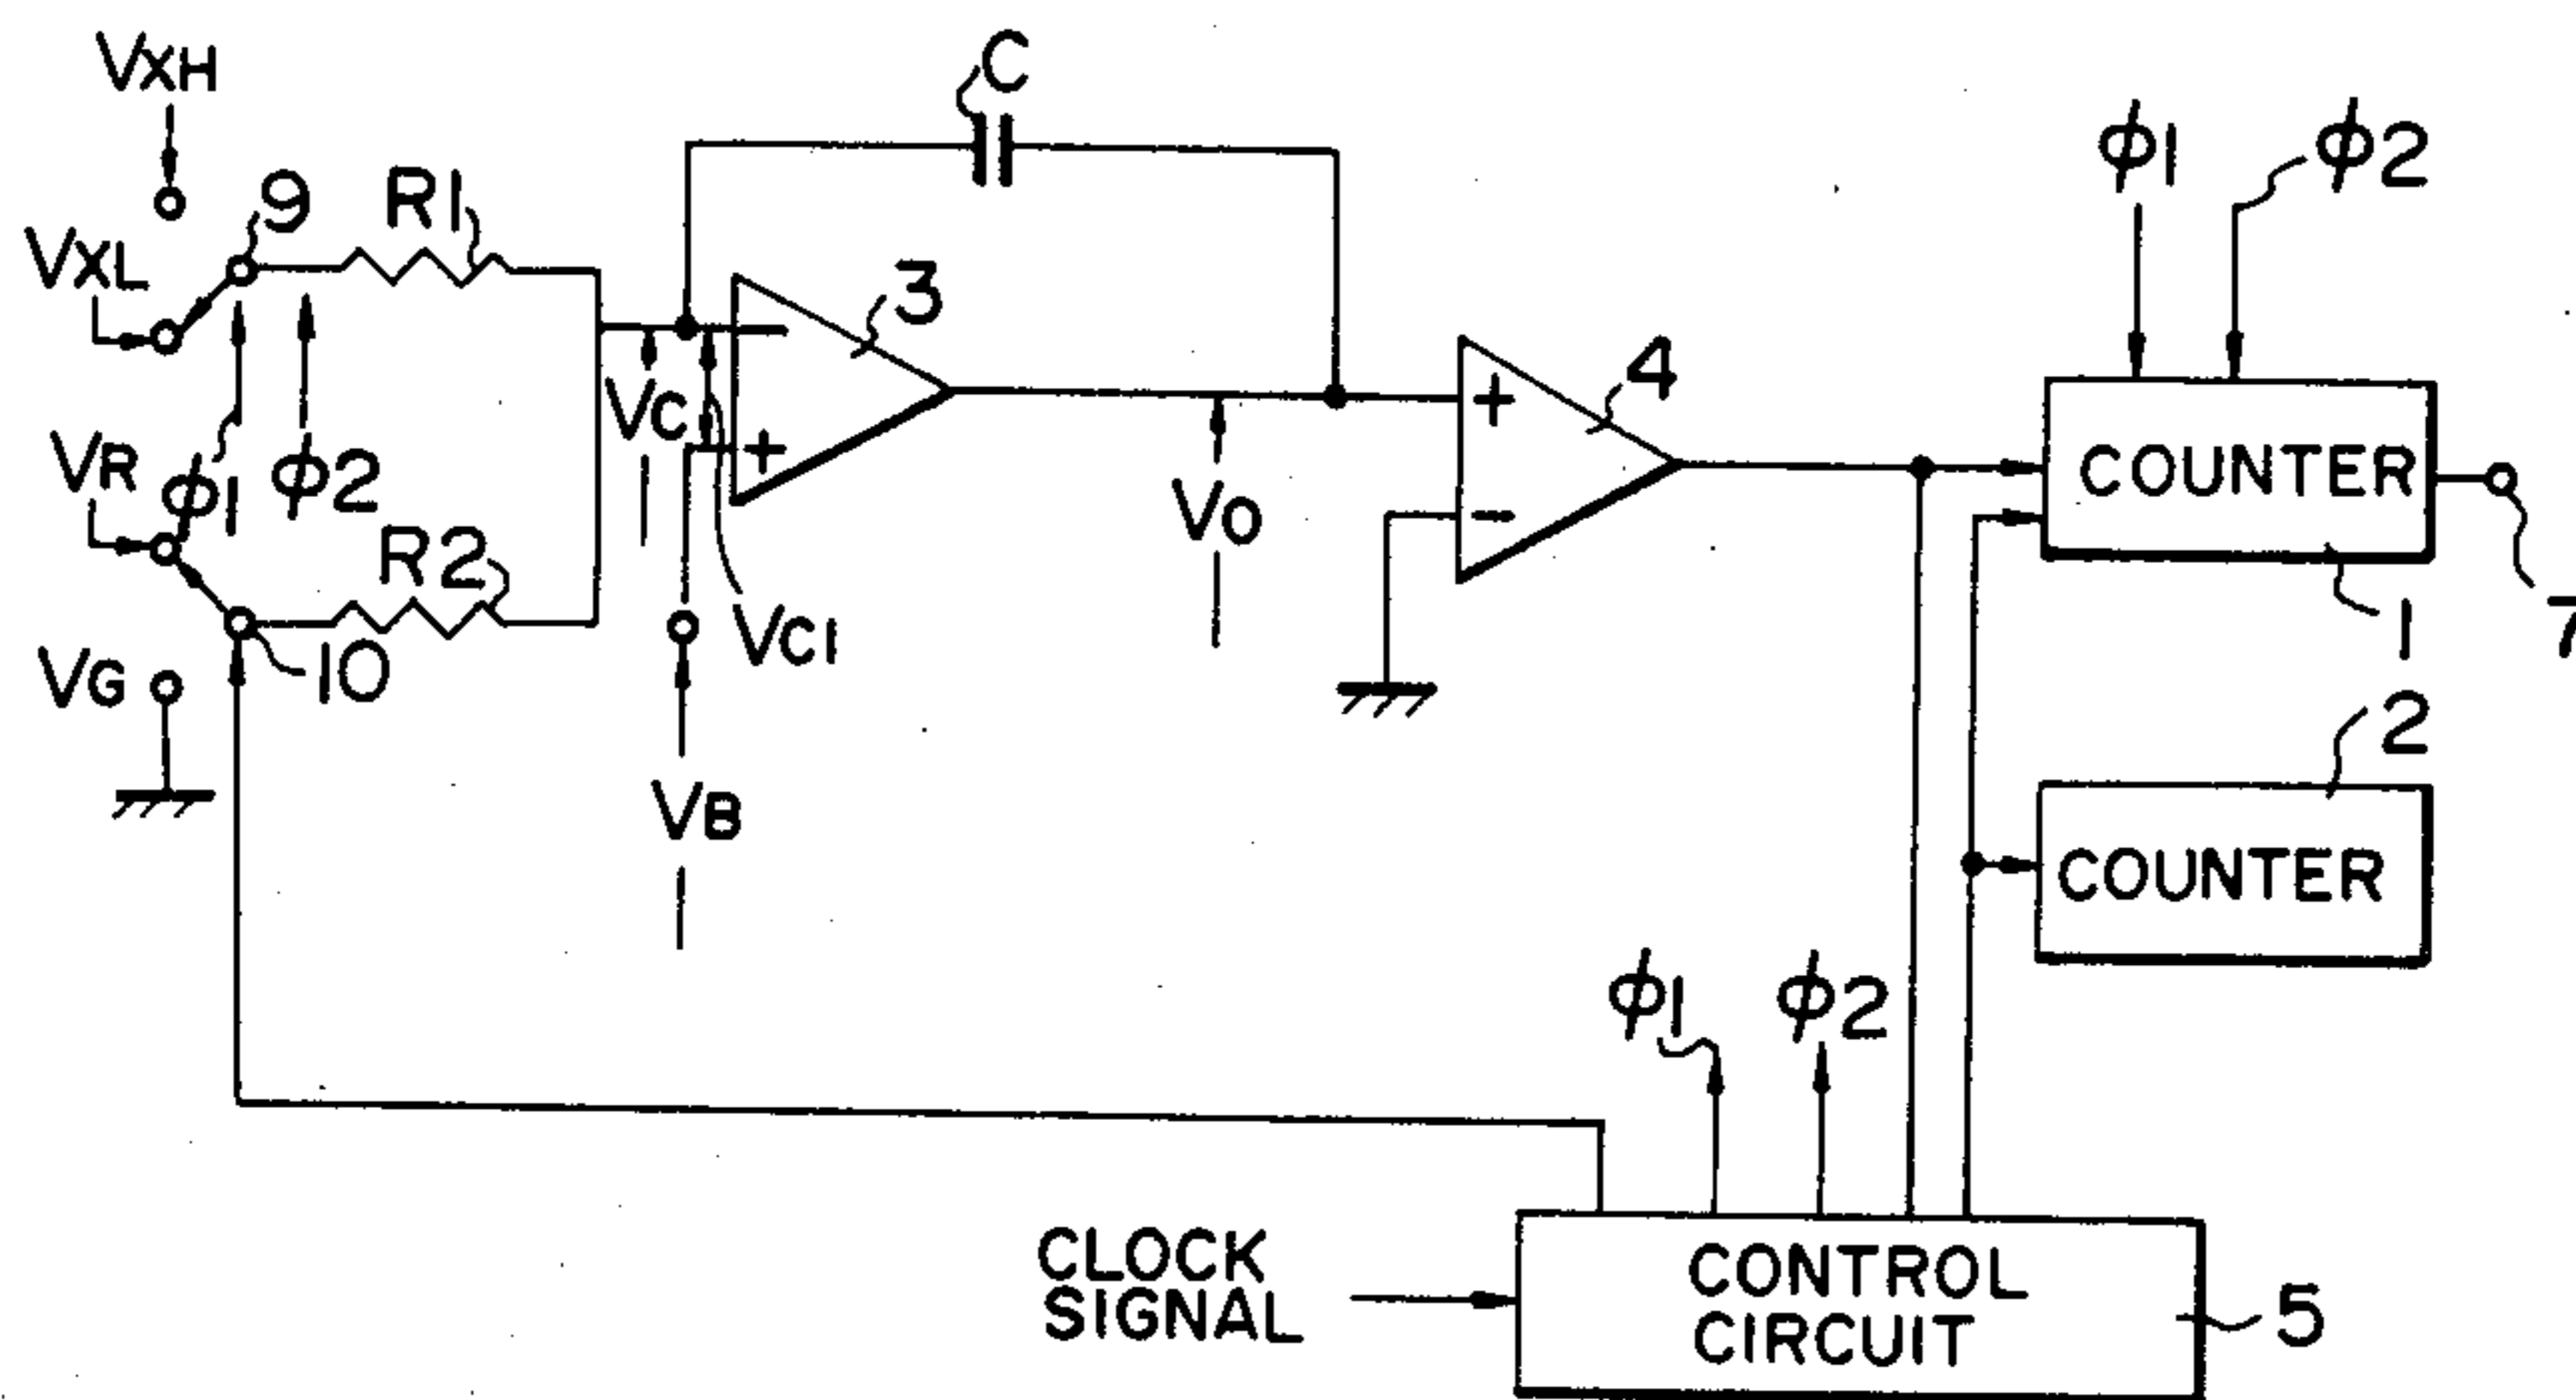 VXH
C
φ1
φ2
9
R1
VXL
3
4
VC
VR
φ1
φ2
R2
VO
COUNTER
VC1
1
7
10
VG
2
VB
COUNTER
φ1
φ2
CLOCK
SIGNAL
CONTROL
CIRCUIT
5